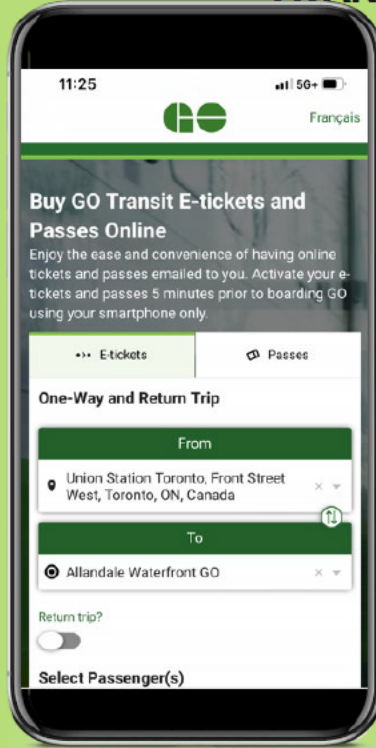 11:25
5G+
GO
Français
Buy GO Transit E-tickets and
Passes Online
Enjoy the ease and convenience of having online
tickets and passes emailed to you. Activate your e-
tickets and passes 5 minutes prior to boarding GO
using your smartphone only.
E-tickets
Passes
One-Way and Return Trip
From
Union Station Toronto, Front Street
West, Toronto, ON, Canada
To
Allandale Waterfront GO
Return trip?
Select Passenger(s)